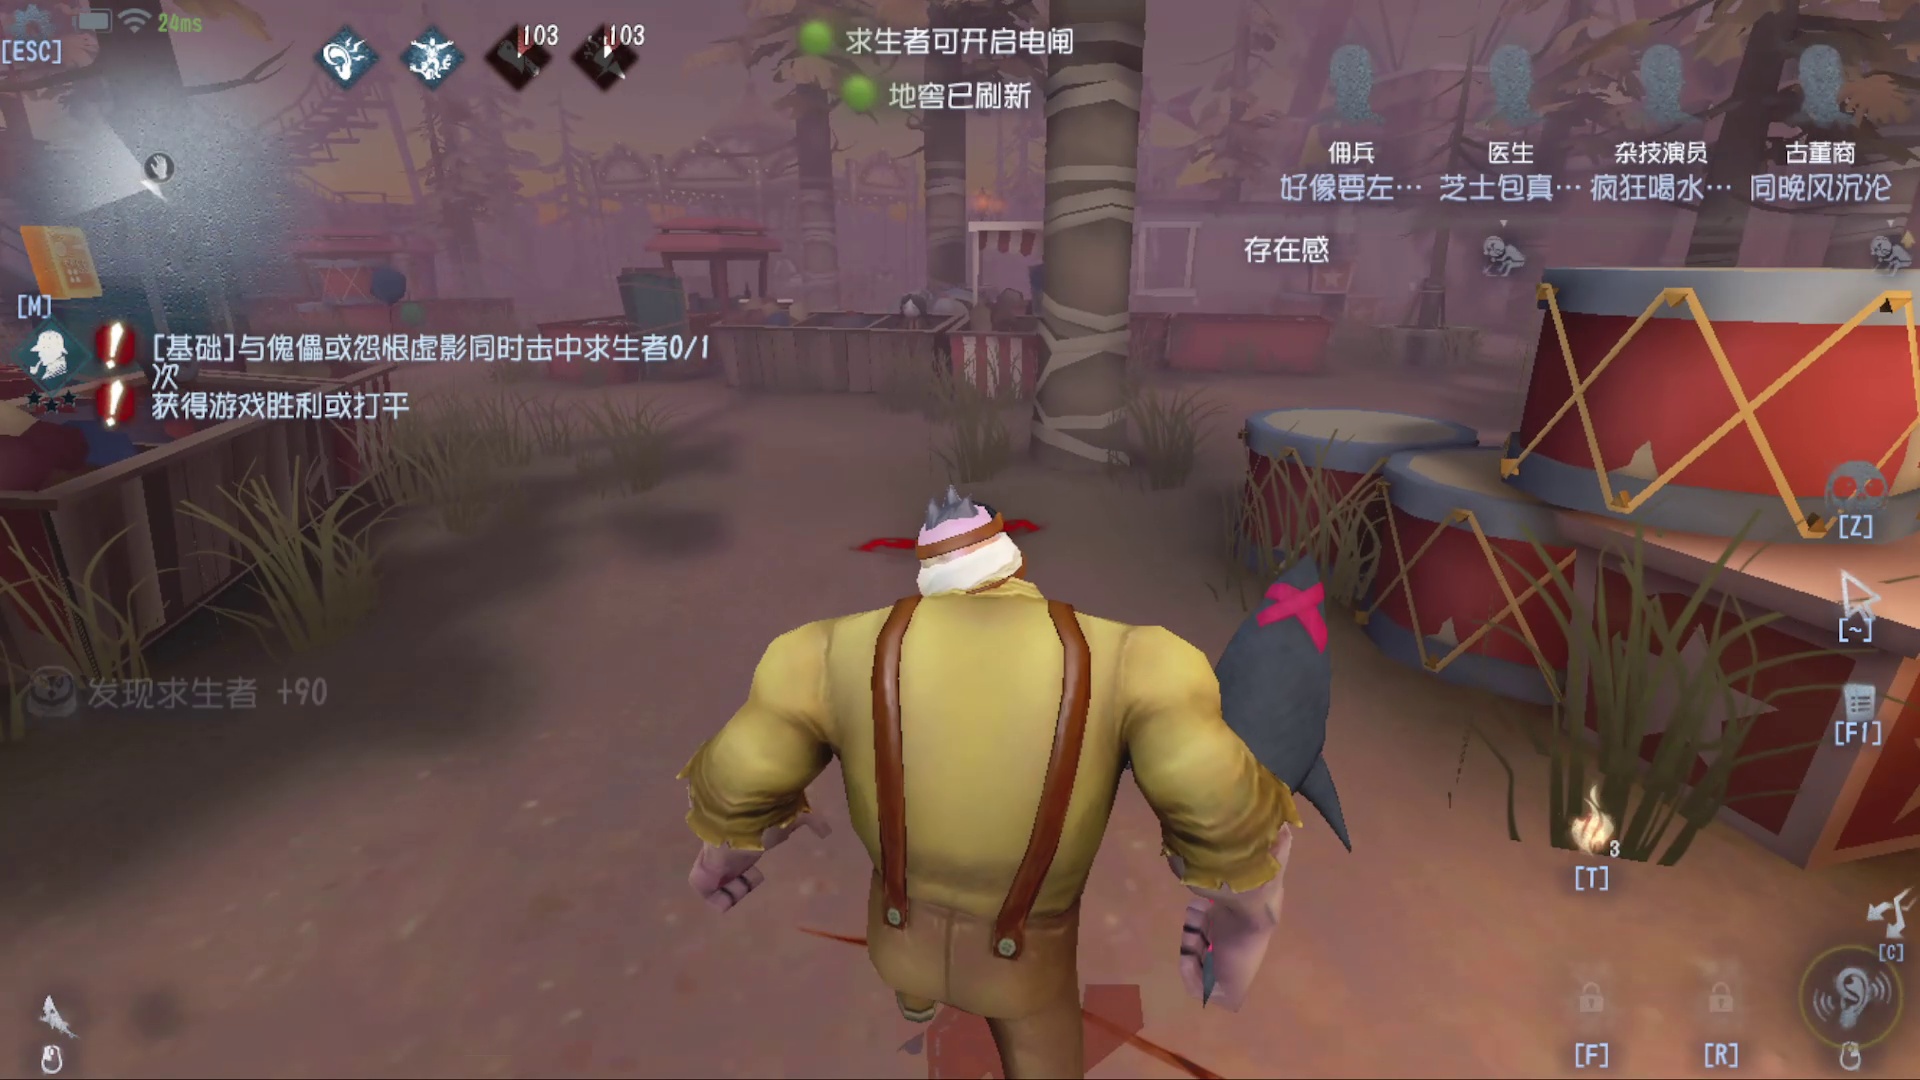 24ms
[ESC]
103
103
求生者可开启电闸
地窖已刷新
佣兵
医生
杂技演员
古董商
好像要左…
芝士包真…
疯狂喝水…
同晚风沉沦
存在感
[M]
[基础]与傀儡或怨恨虚影同时击中求生者0/1
次
获得游戏胜利或打平
[Z]
[~]
发现求生者 +90
[F1]
3
[T]
[C]
[F]
[R]